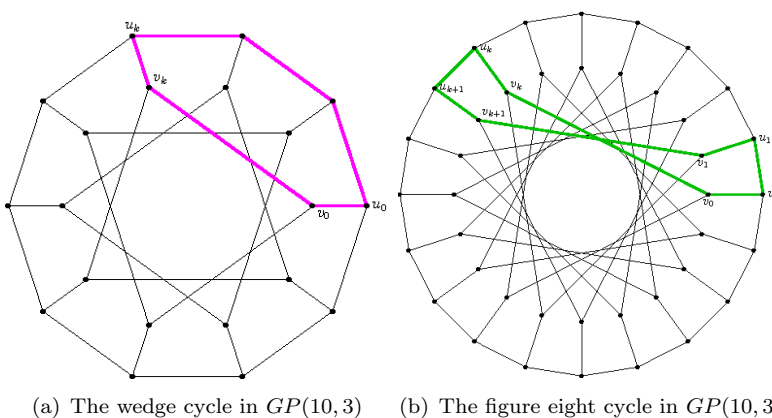 u_k
v_k
v_0
u_0
u_k
v_k
u_{k+1}
v_{k+1}
u_1
v_1
v_0
u
(a) The wedge cycle in GP(10, 3)
(b) The figure eight cycle in GP(10, 3